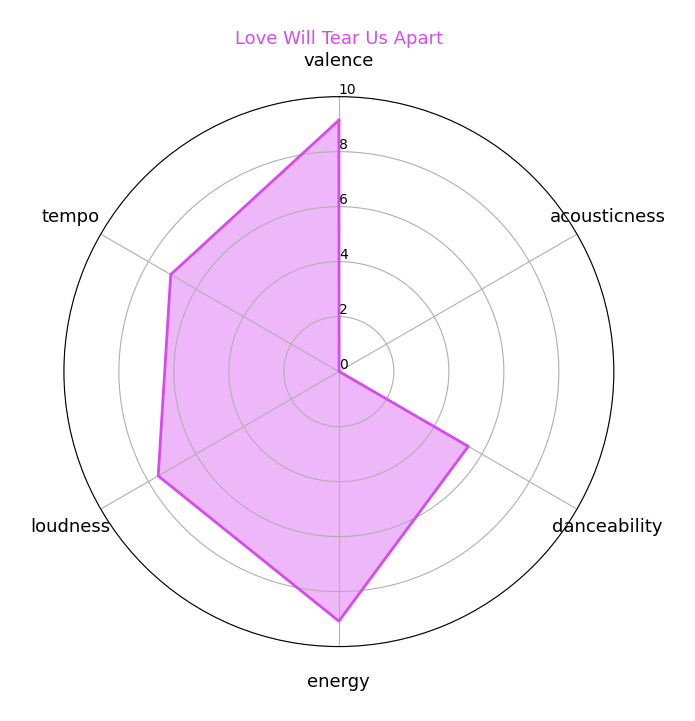 Love Will Tear Us Apart
valence
10
8
tempo
acousticness
6
4
2
0
loudness
danceability
energy